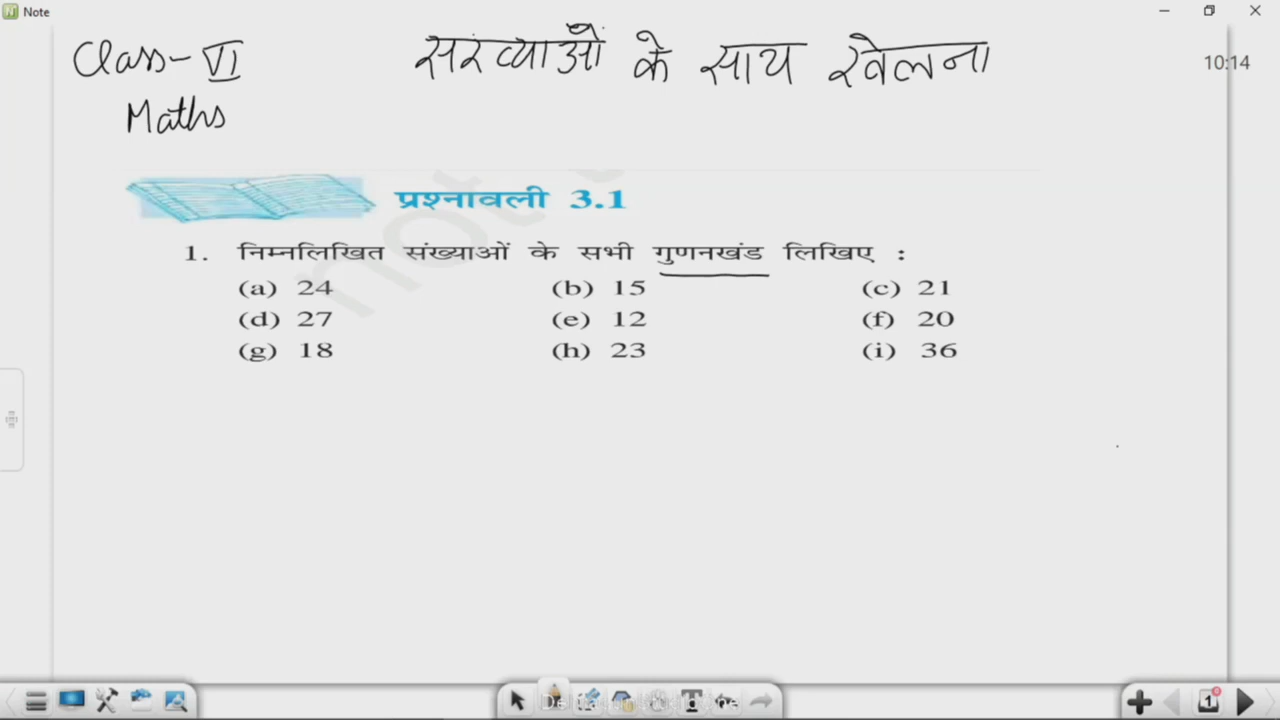 Note
Class-VI संख्याओं के साथ खेलना
10:14
Maths
प्रश्नावली 3.1
1. निम्नलिखित संख्याओं के सभी गुणनखंड लिखिए :
(a) 24 (b) 15 (c) 21
(d) 27 (e) 12 (f) 20
(g) 18 (h) 23 (i) 36
1